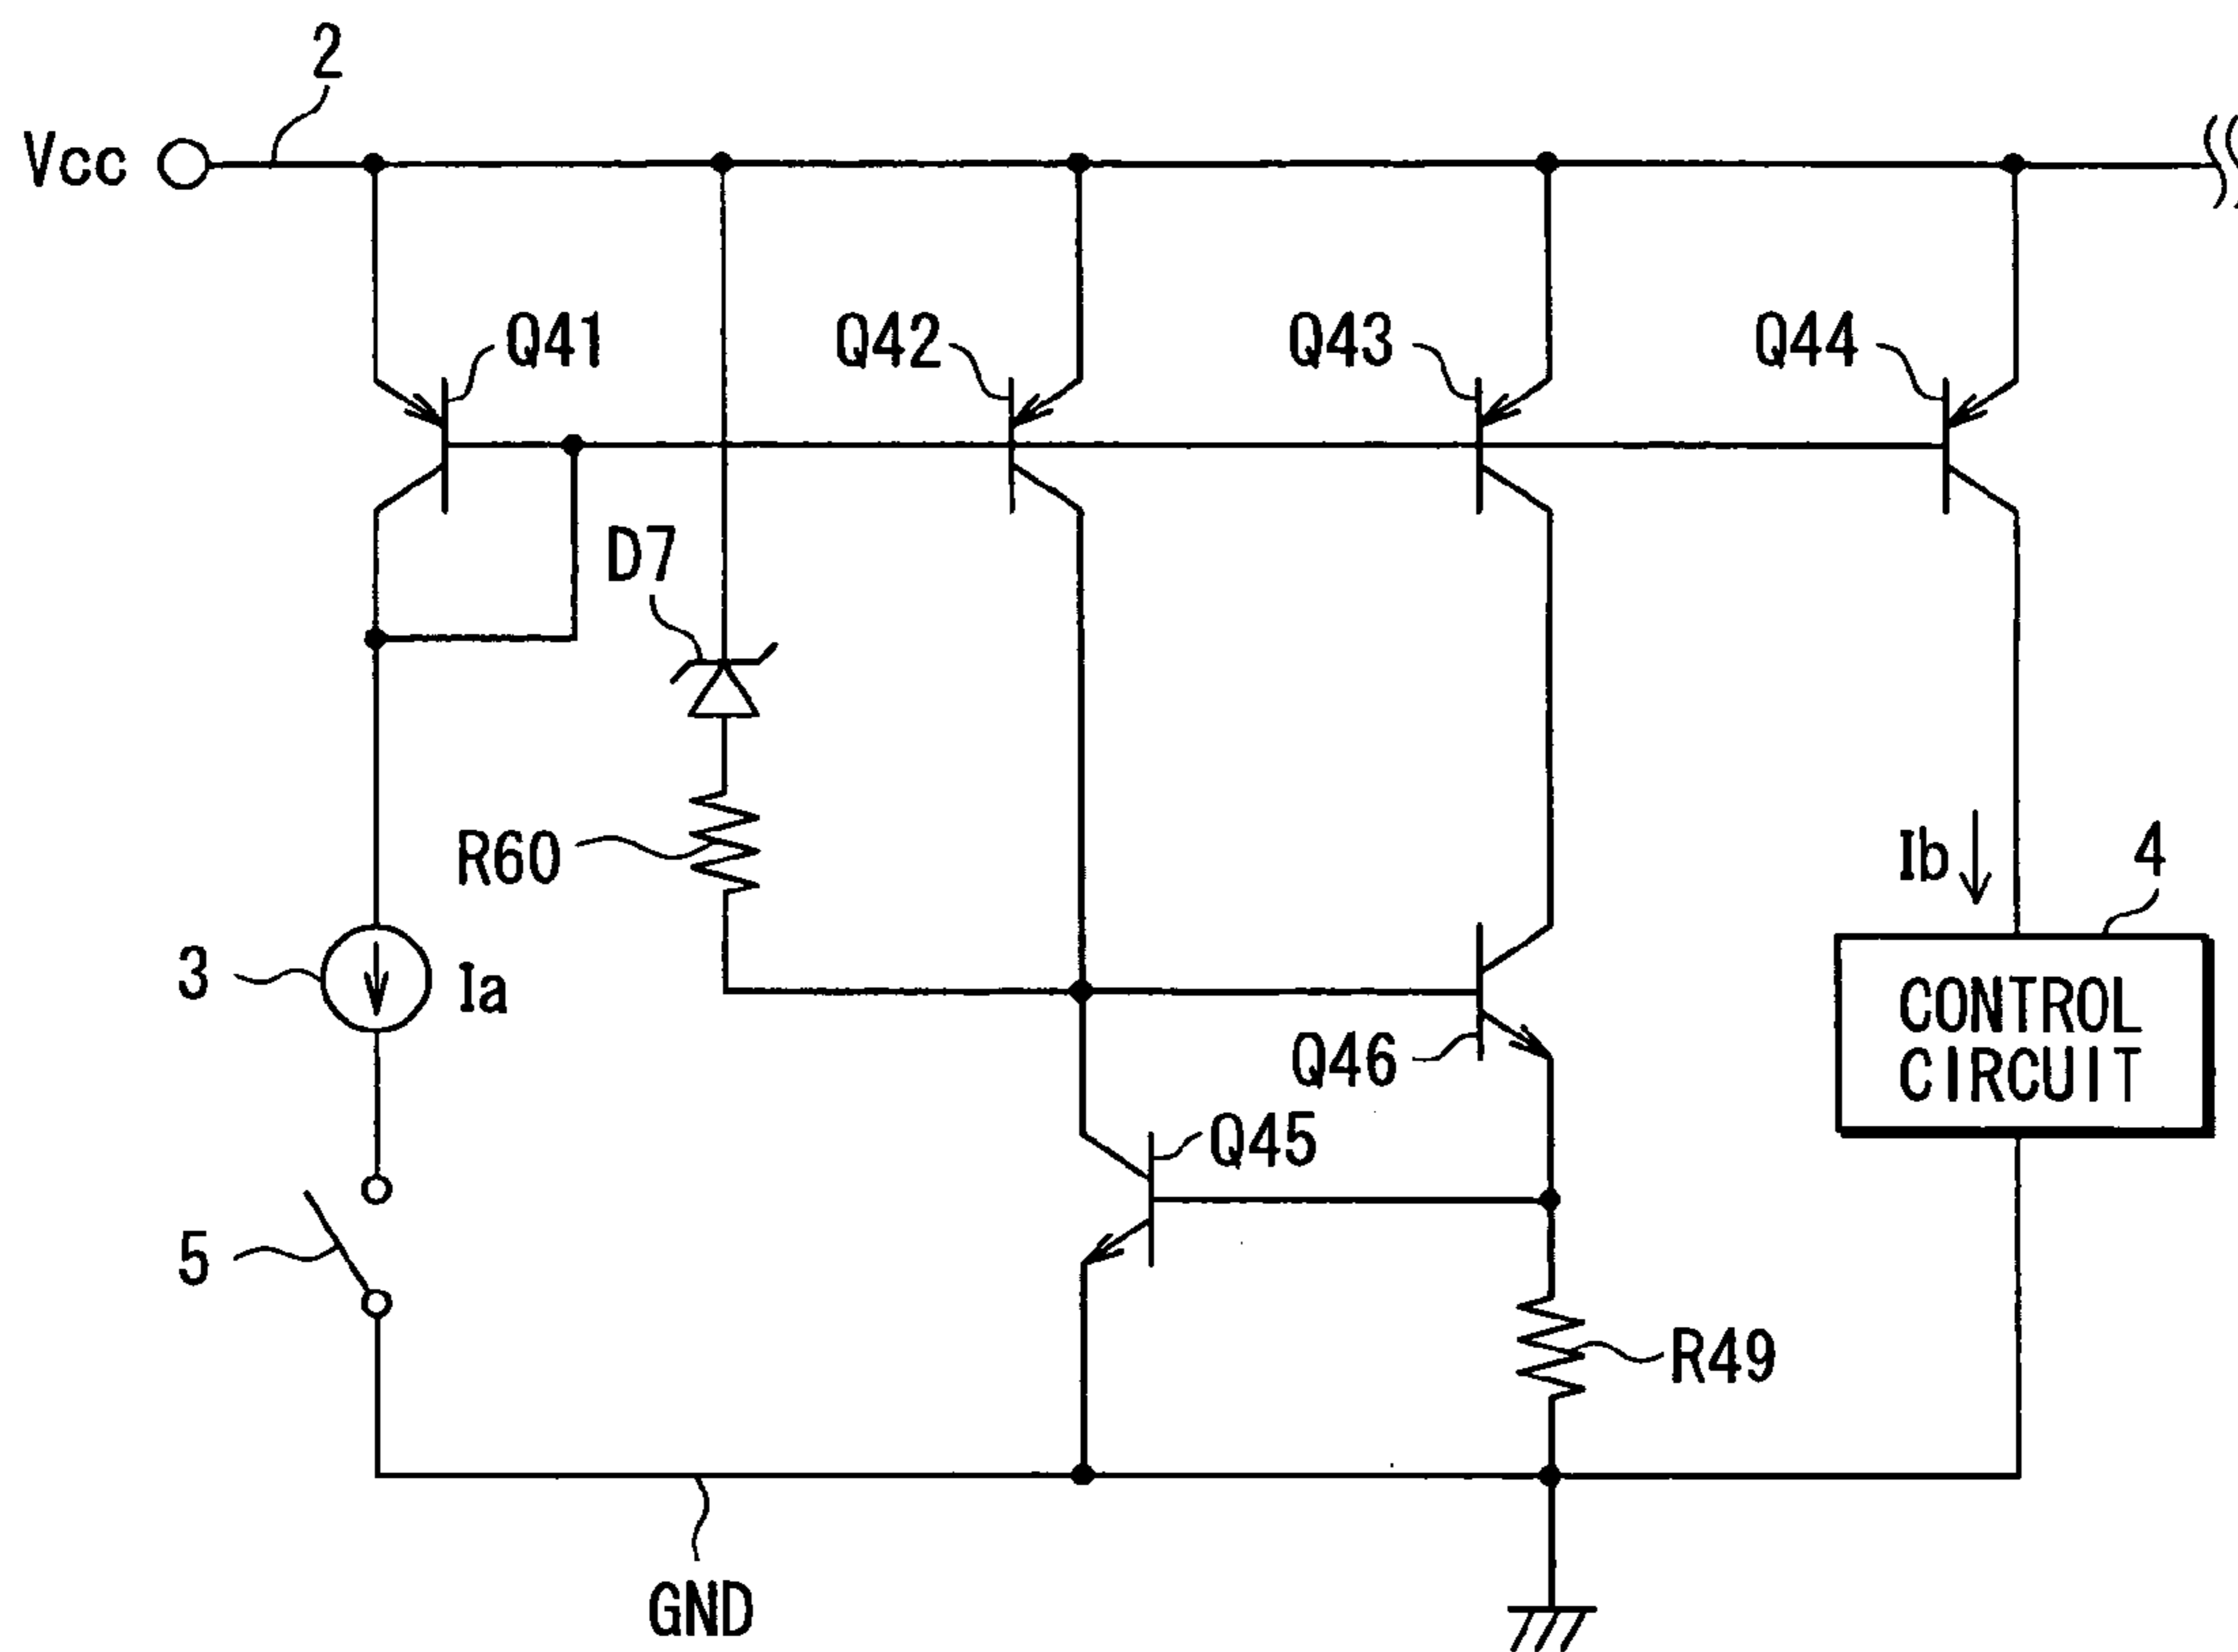 2
Vcc
Q41
Q42
Q43
Q44
D7
R60
Ib
4
3
Ia
CONTROL
CIRCUIT
Q46
Q45
5
R49
GND